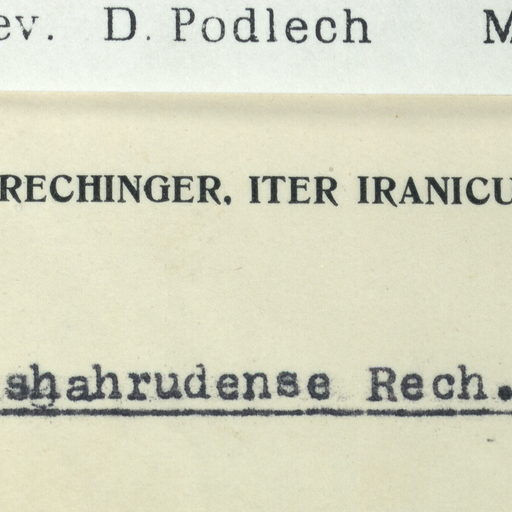 ev. D. Podlech M
RECHINGER, ITER IRANICU
shahrudense Rech.